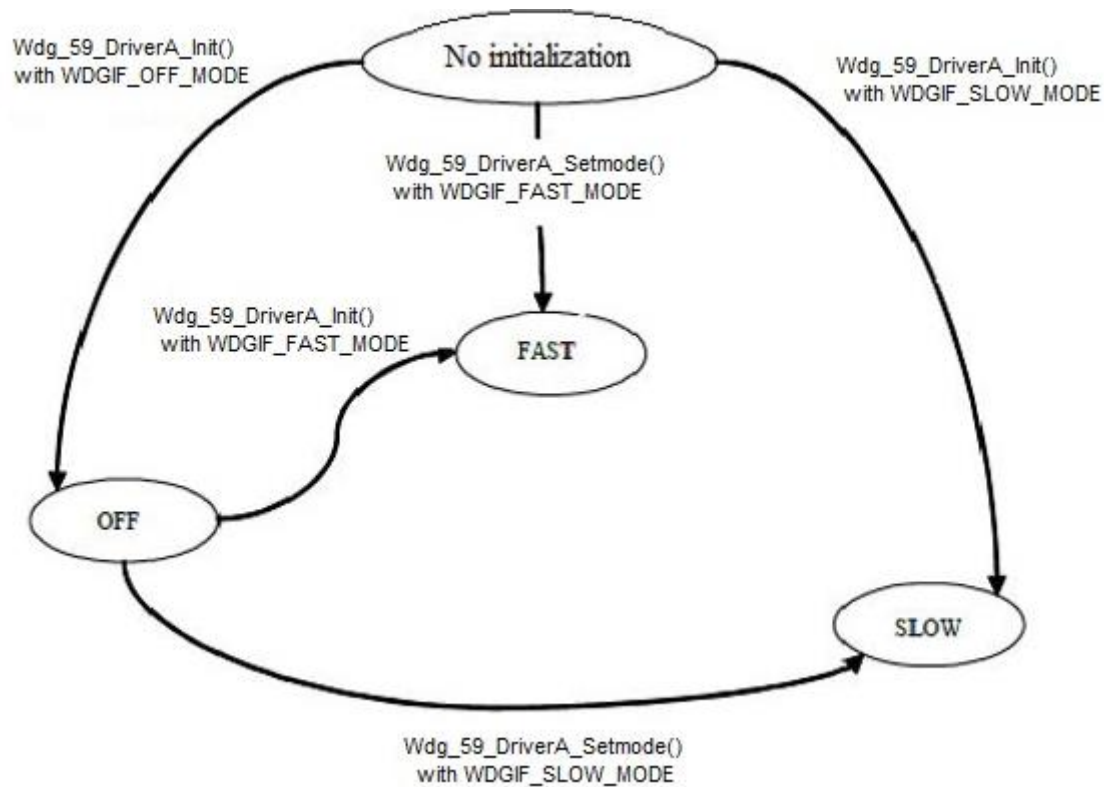 No initialization
Wdg_59_DriverA_Init()
with WDGIF_OFF_MODE
Wdg_59_DriverA_Init()
with WDGIF_SLOW_MODE
Wdg_59_DriverA_Setmode()
with WDGIF_FAST_MODE
Wdg_59_DriverA_Init()
with WDGIF_FAST_MODE
FAST
OFF
SLOW
Wdg_59_DriverA_Setmode()
with WDGIF_SLOW_MODE